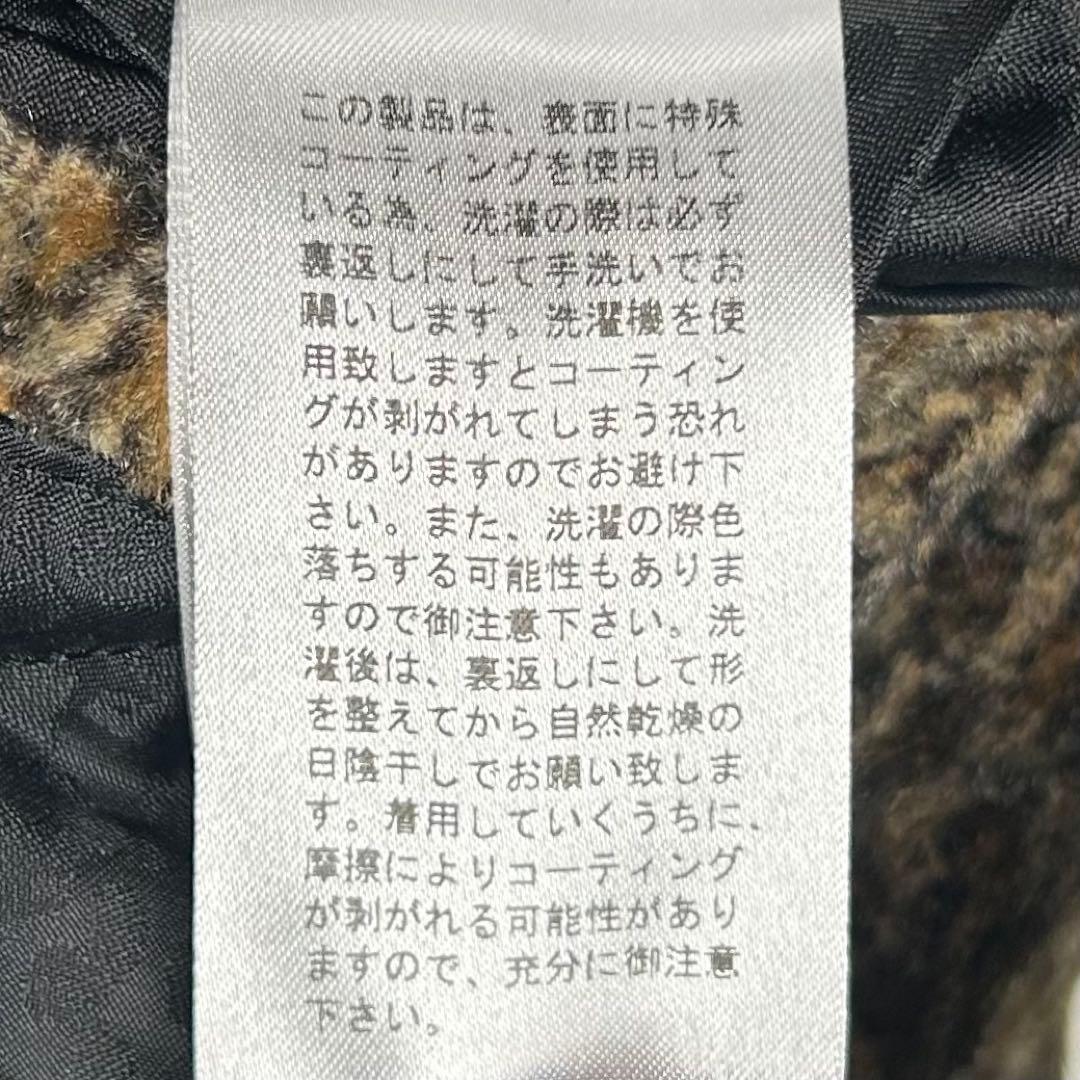 この製品は、表面に特殊
コーティングを使用して
いる為、洗濯の際は必ず
裏返しにして手洗いでお
願いします。洗濯機を使
用致しますとコーティン
グが剥がれてしまう恐れ
がありますのでお避け下
さい。また、洗濯の際色
落ちする可能性もありま
すので御注意下さい。洗
濯後は、裏返しにして形
を整えてから自然乾燥の
日陰干しでお願い致しま
す。着用していくうちに、
摩擦によりコーティング
が剥がれる可能性があり
ますので、充分に御注意
下さい。